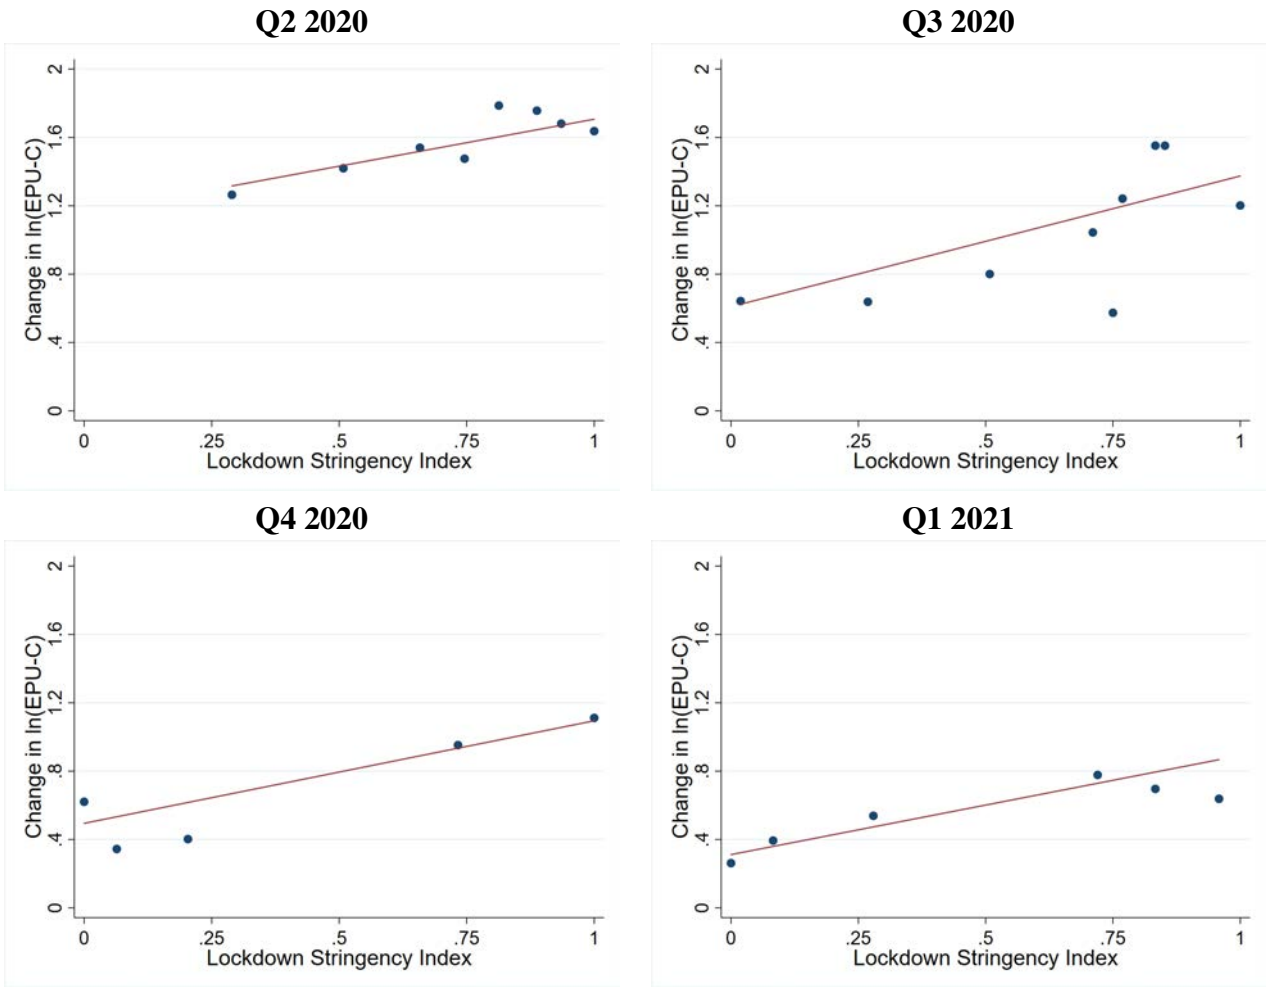 Q2 2020
Change in ln(EPU-C)
2
1.6
1.2
.8
.4
0
0 .25 .5 .75 1
Lockdown Stringency Index
Q3 2020
Change in ln(EPU-C)
2
1.6
1.2
.8
.4
0
0 .25 .5 .75 1
Lockdown Stringency Index
Q4 2020
Change in ln(EPU-C)
2
1.6
1.2
.8
.4
0
0 .25 .5 .75 1
Lockdown Stringency Index
Q1 2021
Change in ln(EPU-C)
2
1.6
1.2
.8
.4
0
0 .25 .5 .75 1
Lockdown Stringency Index